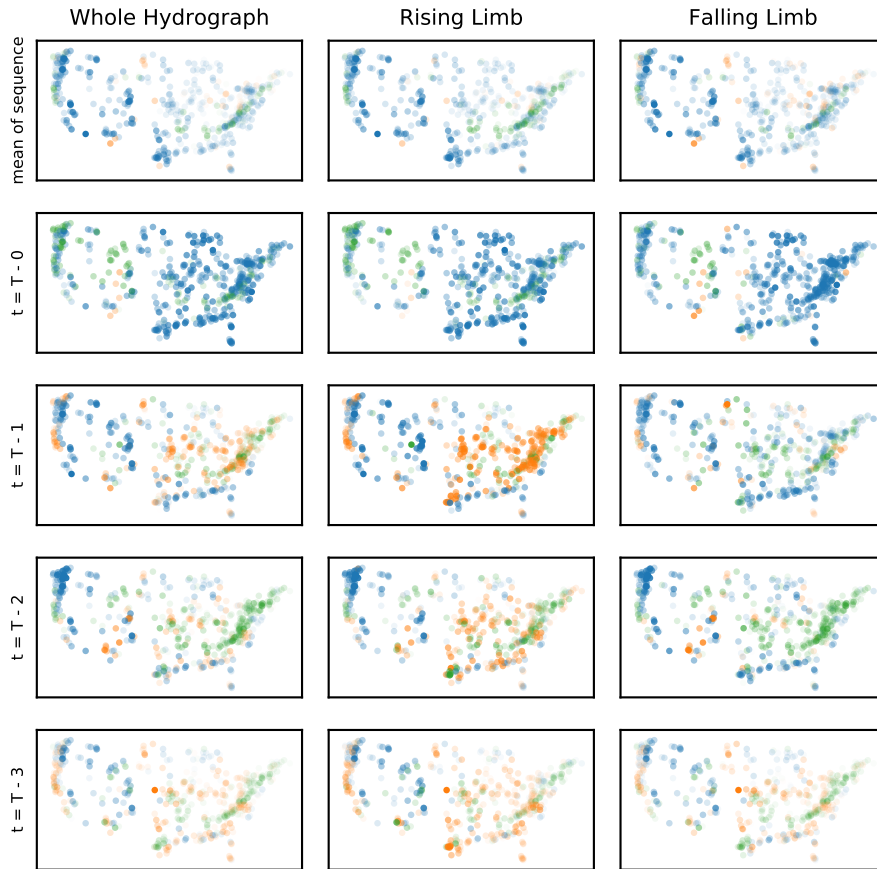 Whole Hydrograph
Rising Limb
Falling Limb
mean of sequence
t = T - 0
t = T - 1
t = T - 2
t = T - 3